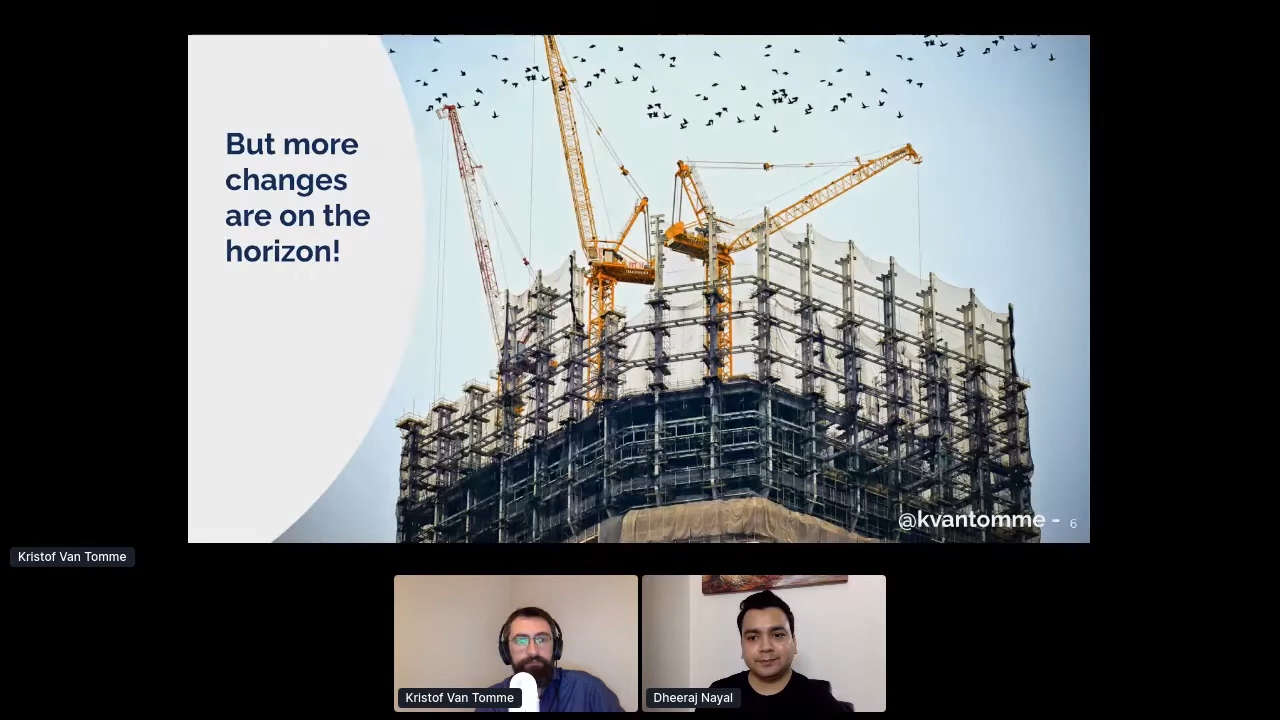 But more
changes
are on the
horizon!
@kvantomme - 6
Kristof Van Tomme
Kristof Van Tomme
Dheeraj Nayal